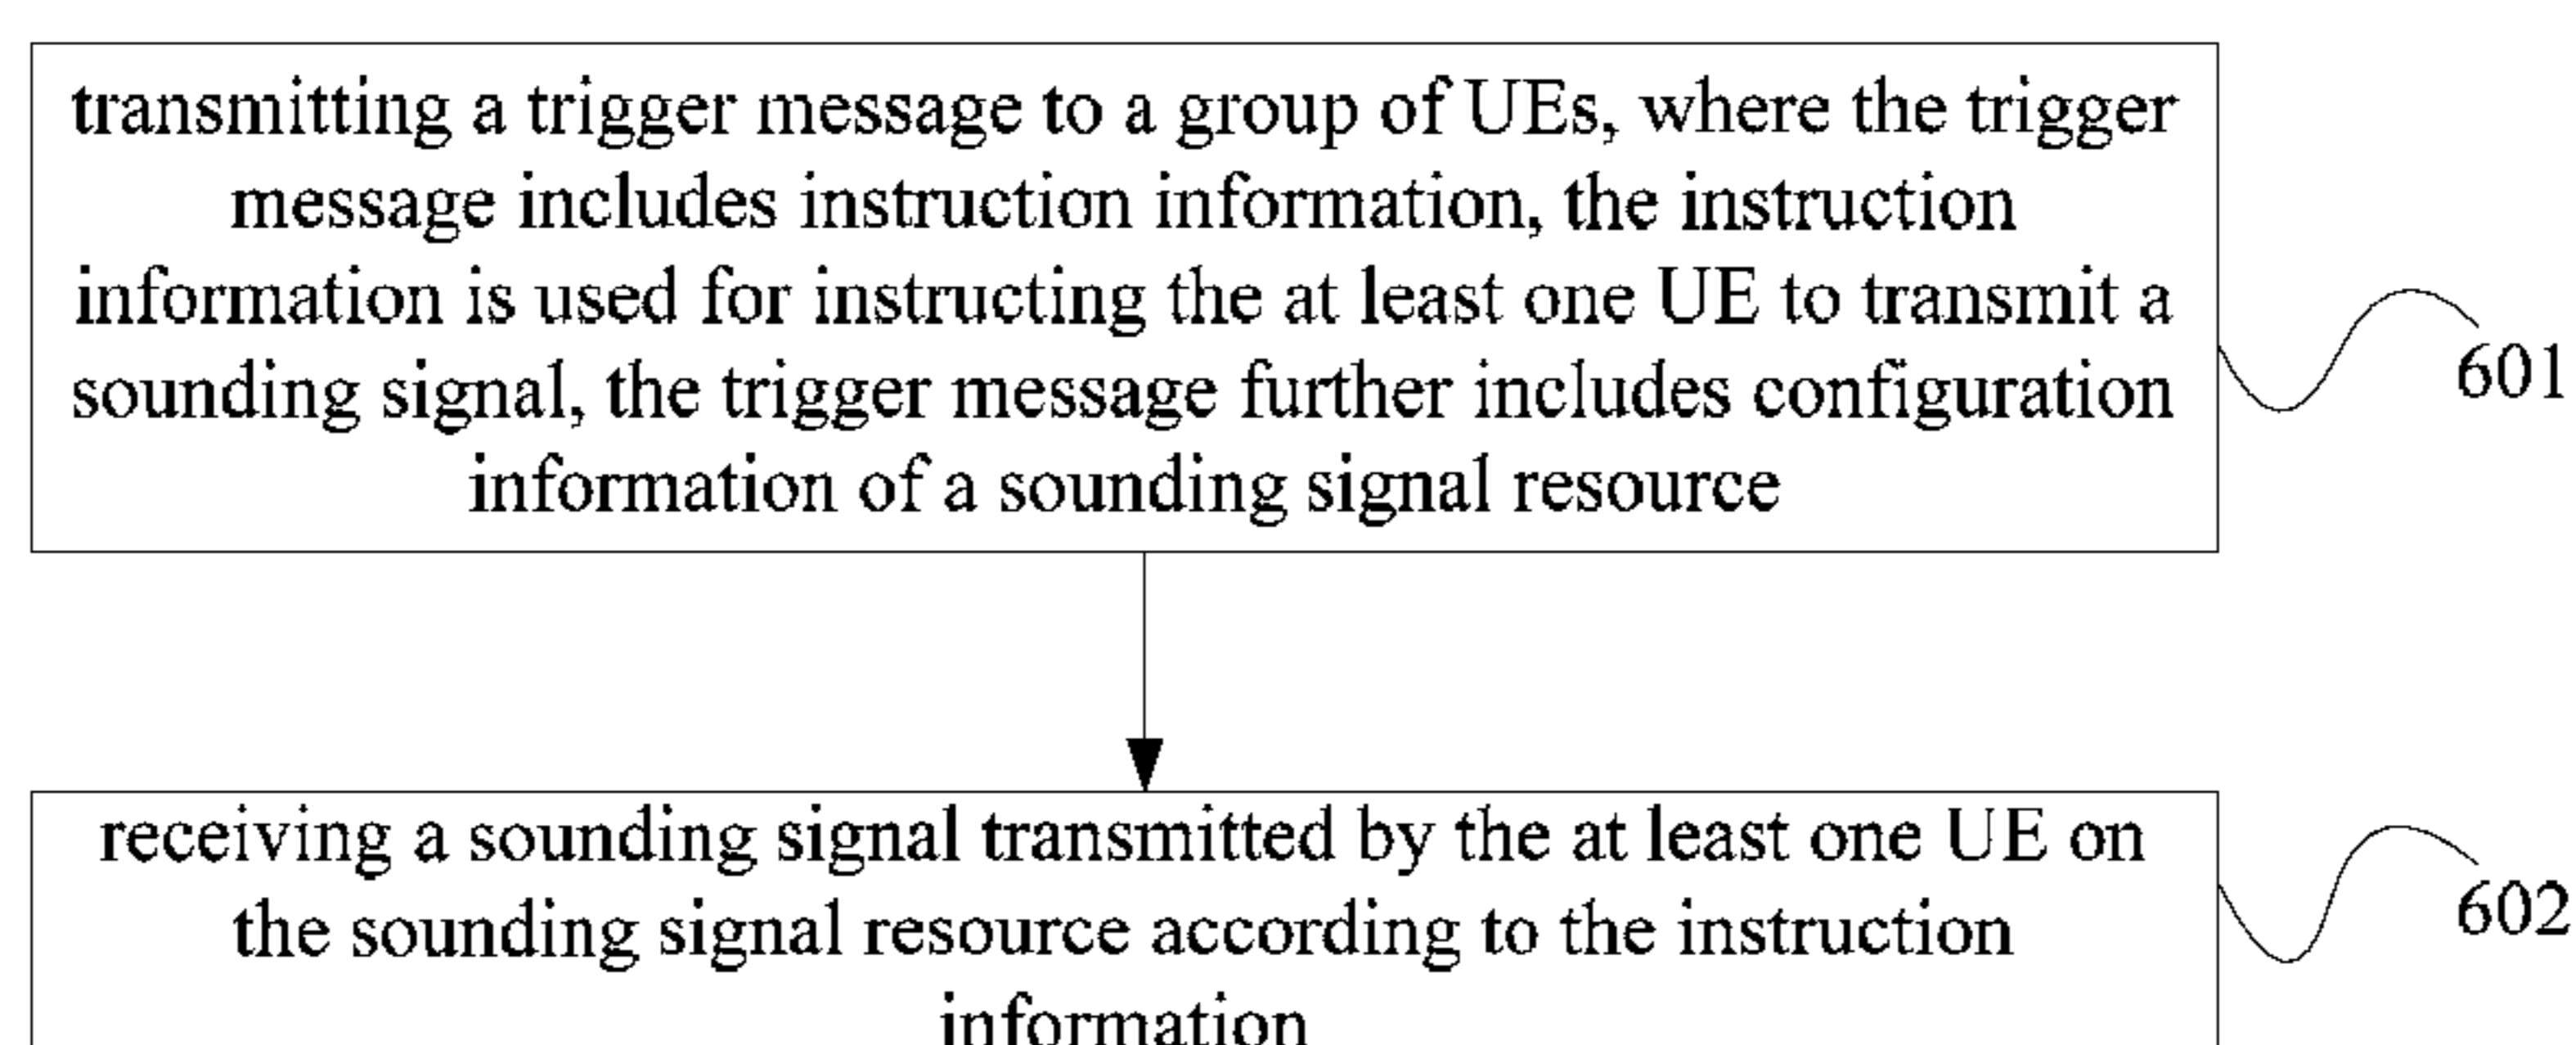 transmitting a trigger message to a group of UEs, where the trigger
message includes instruction information, the instruction
information is used for instructing the at least one UE to transmit a
sounding signal, the trigger message further includes configuration
information of a sounding signal resource
601
receiving a sounding signal transmitted by the at least one UE on
the sounding signal resource according to the instruction
information
602